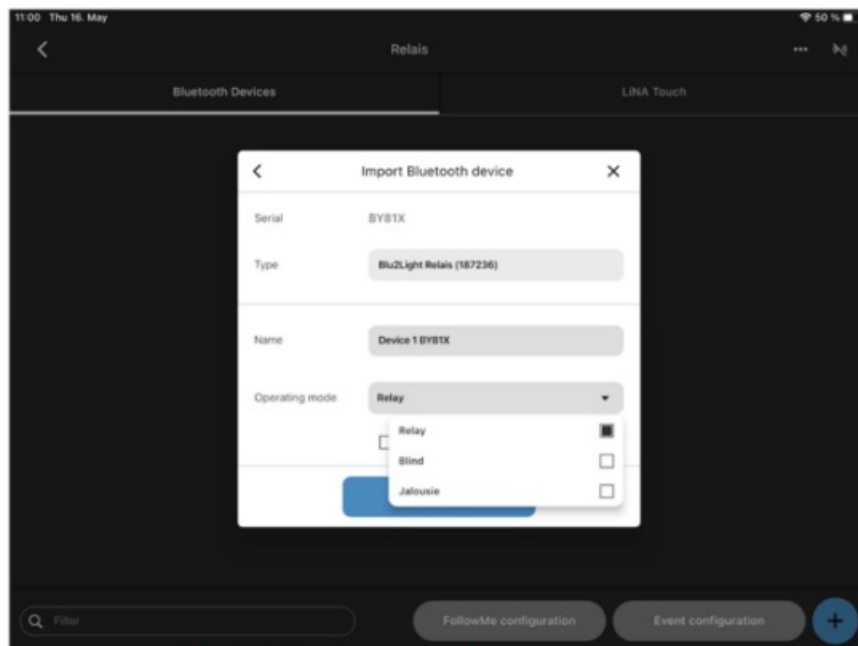 11:00 Thu 16. May
50 %
Relais
Bluetooth Devices
LiNA Touch
Import Bluetooth device
Serial
BY81X
Type
Blu2Light Relais (187236)
Name
Device 1 BY81X
Operating mode
Relay
Relay
Blind
Jalousie
Filter
FollowMe configuration
Event configuration